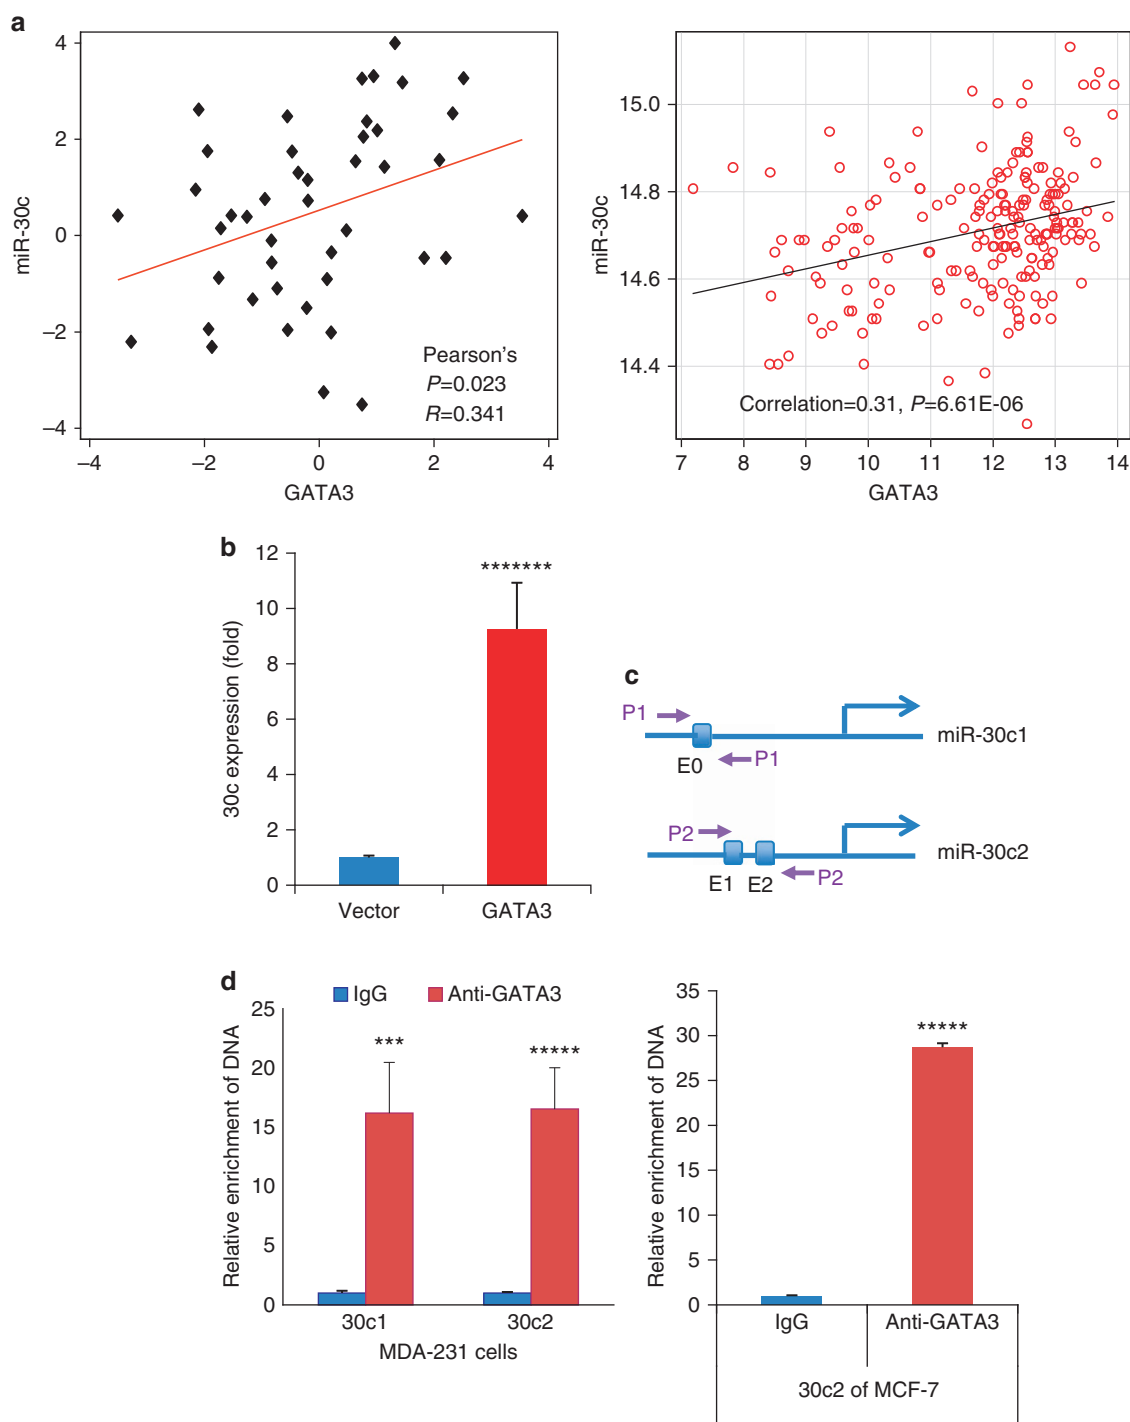 a
4
2
0
–2
–4
miR-30c
Pearson's
P=0.023
R=0.341
–4 –2 0 2 4
GATA3
15.0
14.8
14.6
14.4
miR-30c
Correlation=0.31, P=6.61E-06
7 8 9 10 11 12 13 14
GATA3
b
12
10
8
6
4
2
0
30c expression (fold)
*******
Vector GATA3
c
P1
E0
P1
miR-30c1
P2
E1 E2
P2
miR-30c2
d
IgG Anti-GATA3
25
20
15
10
5
0
Relative enrichment of DNA
***
*****
30c1 30c2
MDA-231 cells
35
30
25
20
15
10
5
0
Relative enrichment of DNA
*****
IgG Anti-GATA3
30c2 of MCF-7